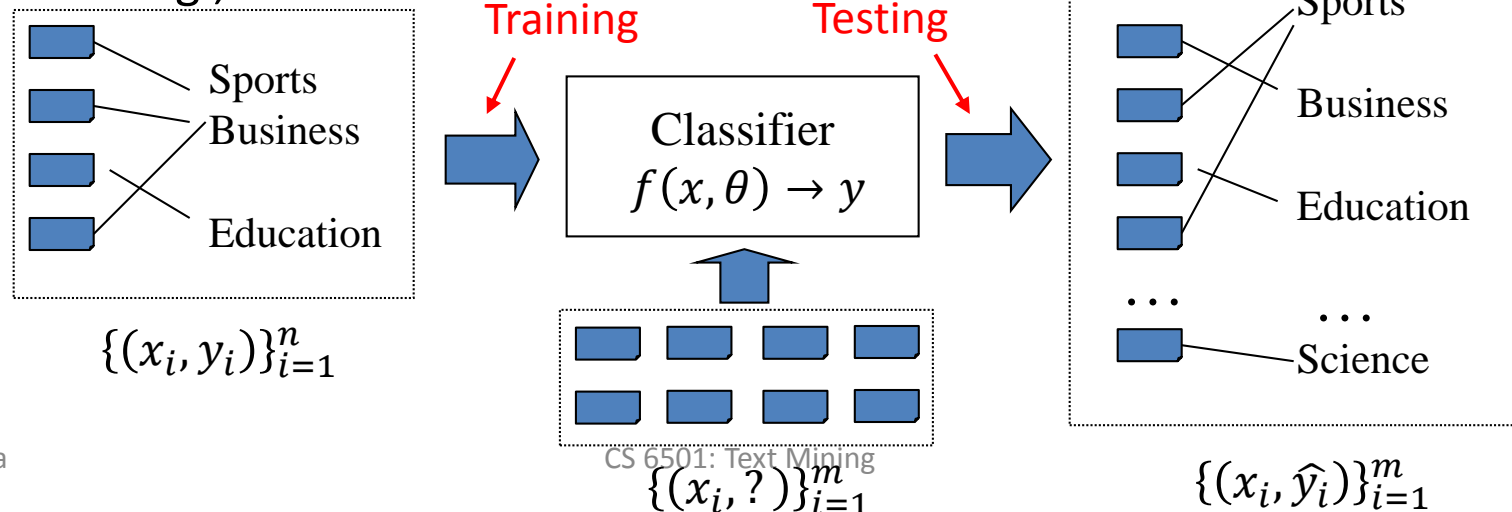 Training
Testing
Sports
Business
Education
{(x_i, y_i)}_{i=1}^n
Classifier
f(x, θ) → y
CS 6501: Text Mining
{(x_i, ?)}_{i=1}^m
Sports
Business
Education
...
...
Science
{(x_i, ŷ_i)}_{i=1}^m